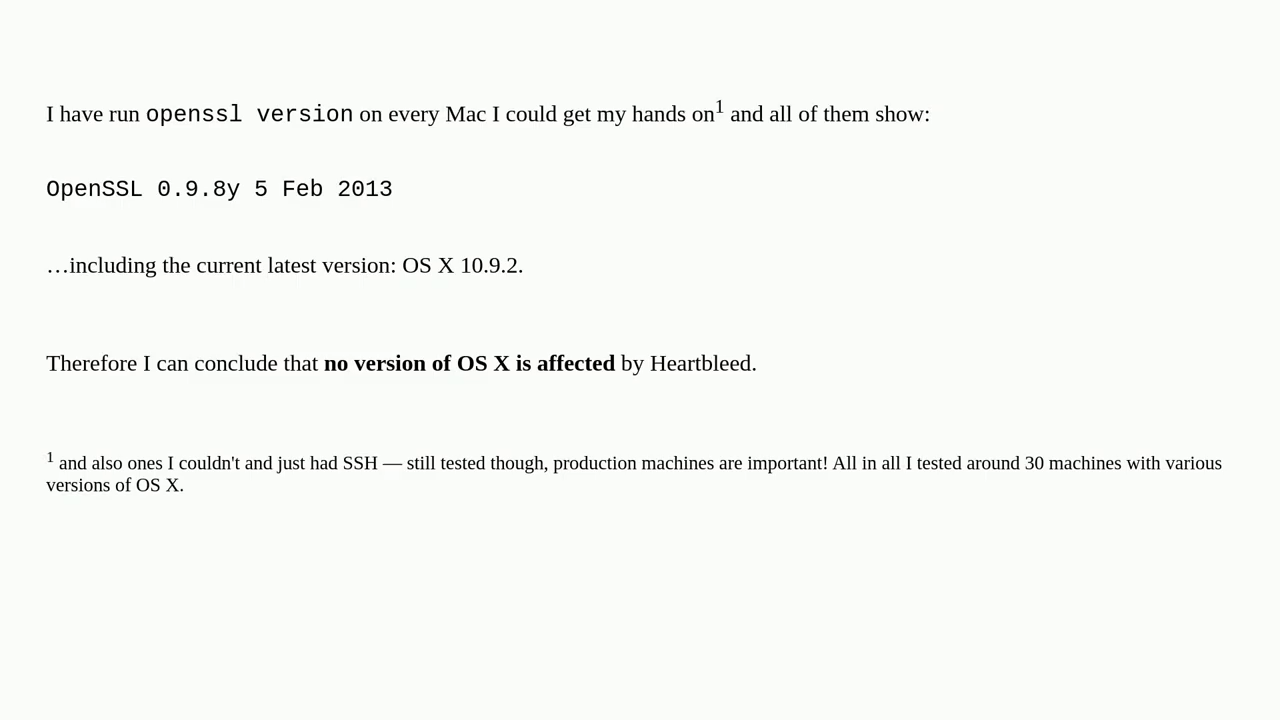 I have run openssl version on every Mac I could get my hands on1 and all of them show:
OpenSSL 0.9.8y 5 Feb 2013
…including the current latest version: OS X 10.9.2.
Therefore I can conclude that no version of OS X is affected by Heartbleed.
1 and also ones I couldn't and just had SSH — still tested though, production machines are important! All in all I tested around 30 machines with various
versions of OS X.